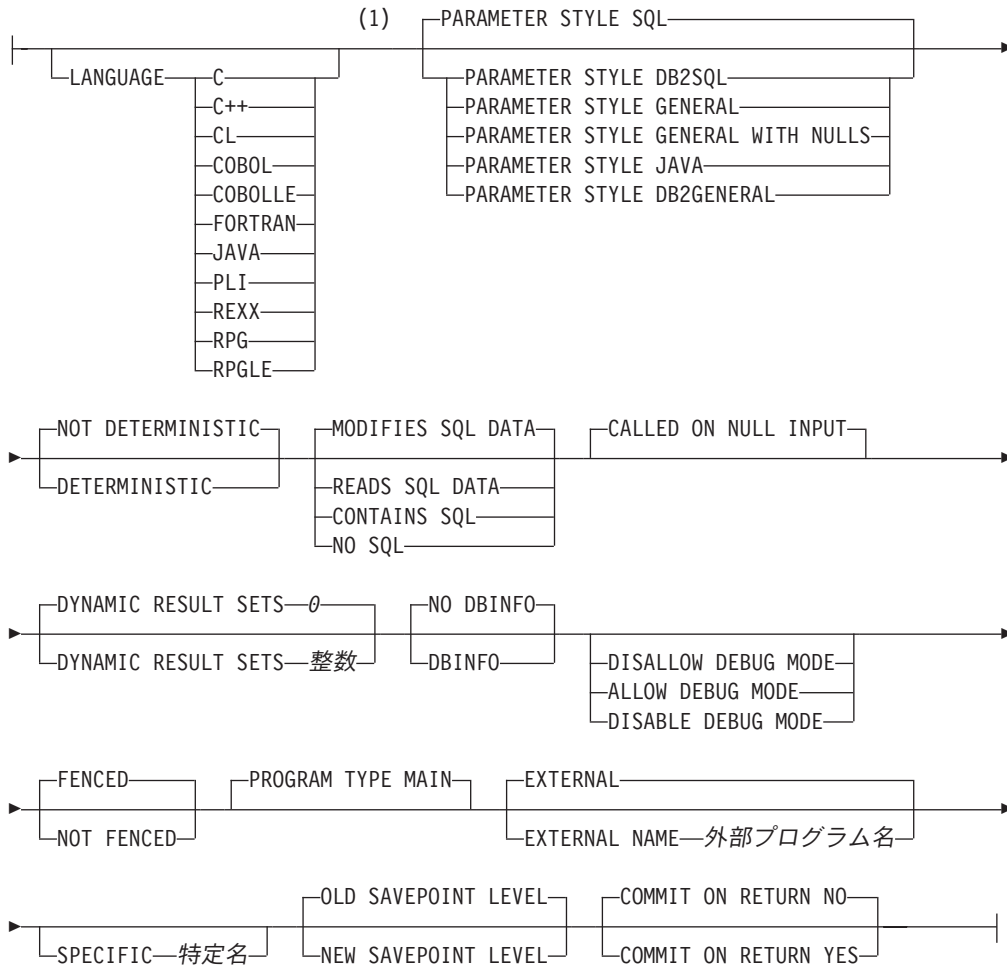 (1) PARAMETER STYLE SQL
LANGUAGE C PARAMETER STYLE DB2SQL
C++ PARAMETER STYLE GENERAL
CL PARAMETER STYLE GENERAL WITH NULLS
COBOL PARAMETER STYLE JAVA
COBOLLE PARAMETER STYLE DB2GENERAL
FORTRAN
JAVA
PLI
REXX
RPG
RPGLE
NOT DETERMINISTIC MODIFIES SQL DATA CALLED ON NULL INPUT
DETERMINISTIC READS SQL DATA
CONTAINS SQL
NO SQL
DYNAMIC RESULT SETS 0 NO DBINFO
DYNAMIC RESULT SETS 整数 DBINFO DISALLOW DEBUG MODE
ALLOW DEBUG MODE
DISABLE DEBUG MODE
FENCED PROGRAM TYPE MAIN EXTERNAL
NOT FENCED EXTERNAL NAME 外部プログラム名
OLD SAVEPOINT LEVEL COMMIT ON RETURN NO
SPECIFIC 特定名 NEW SAVEPOINT LEVEL COMMIT ON RETURN YES